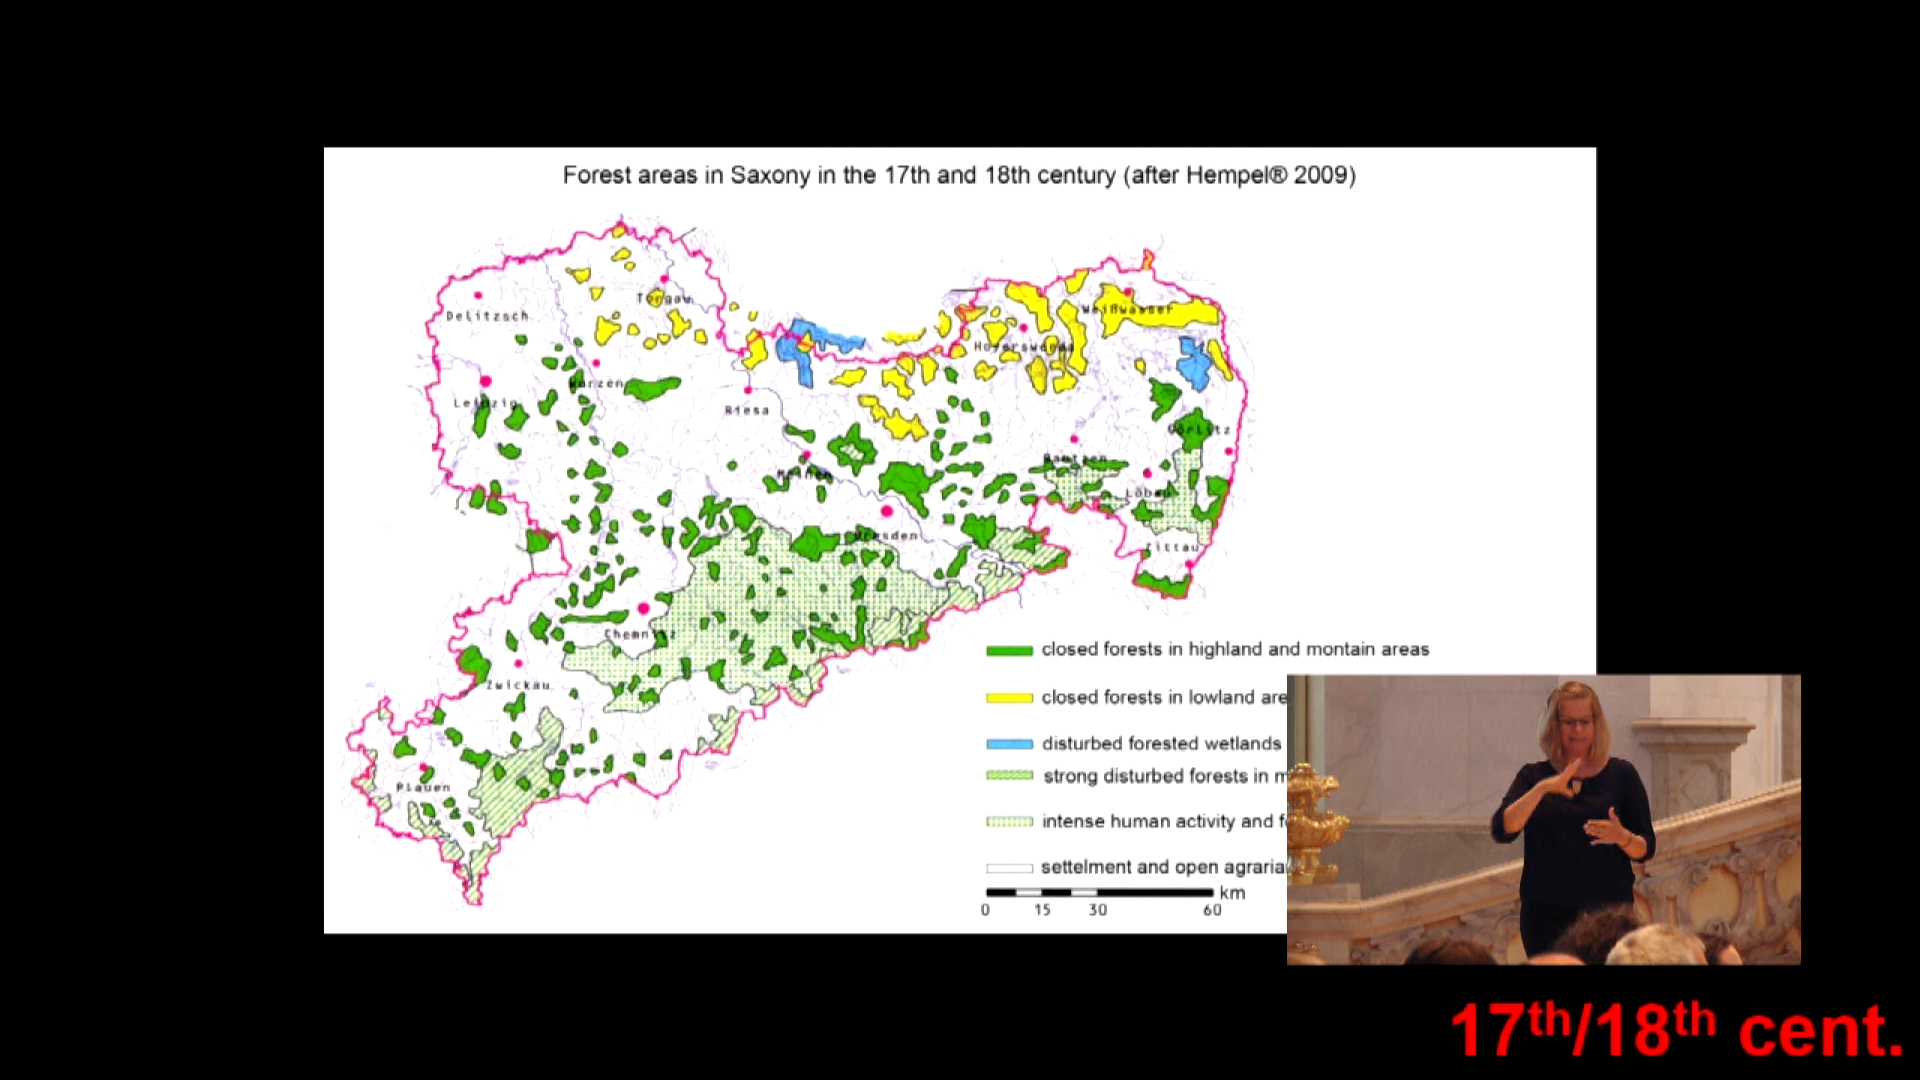 Forest areas in Saxony in the 17th and 18th century (after Hempel® 2009)
Torgau
Delitzsch
Weißwasser
Hoyerswerda
Wurzen
Leipzig
Riesa
Görlitz
Bautzen
Meißen
Löbau
Dresden
Zittau
Chemnitz
Zwickau
Plauen
closed forests in highland and montain areas
closed forests in lowland are
disturbed forested wetlands
strong disturbed forests in m
intense human activity and f
settelment and open agraria
km
0 15 30 60
17th/18th cent.